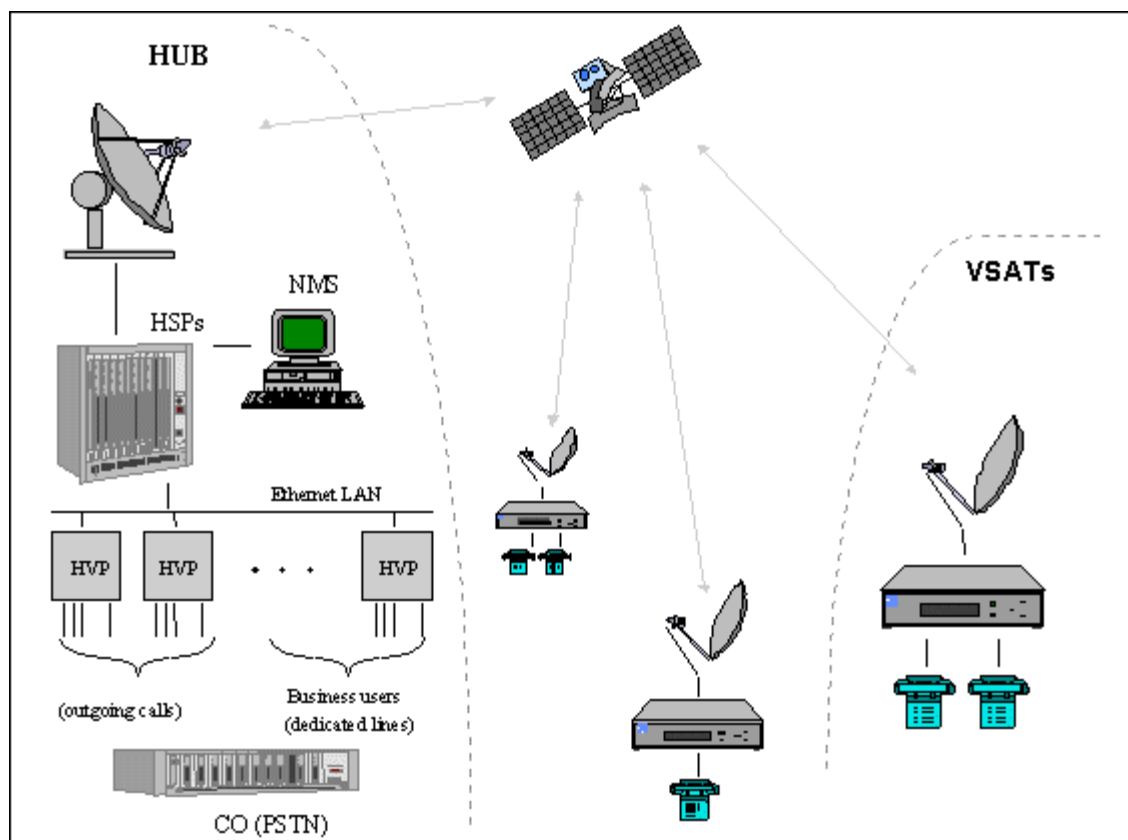 HUB
VSATs
NMS
HSPs
Ethernet LAN
HVP
HVP
. . .
HVP
(outgoing calls)
Business users
(dedicated lines)
CO (PSTN)